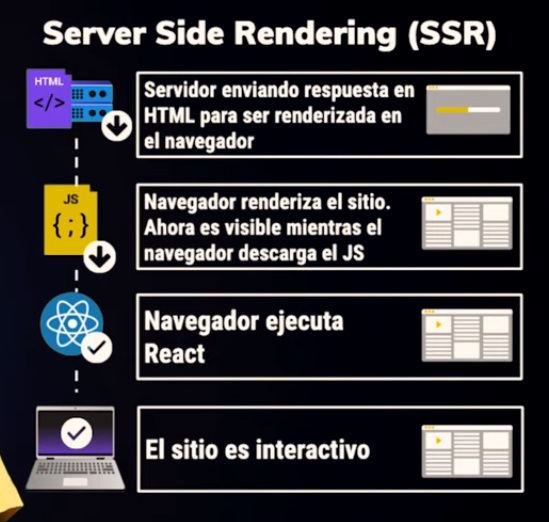 Server Side Rendering (SSR)
HTML
</>
Servidor enviando respuesta en
HTML para ser renderizada en
el navegador
JS
{;}
Navegador renderiza el sitio.
Ahora es visible mientras el
navegador descarga el JS
Navegador ejecuta
React
El sitio es interactivo